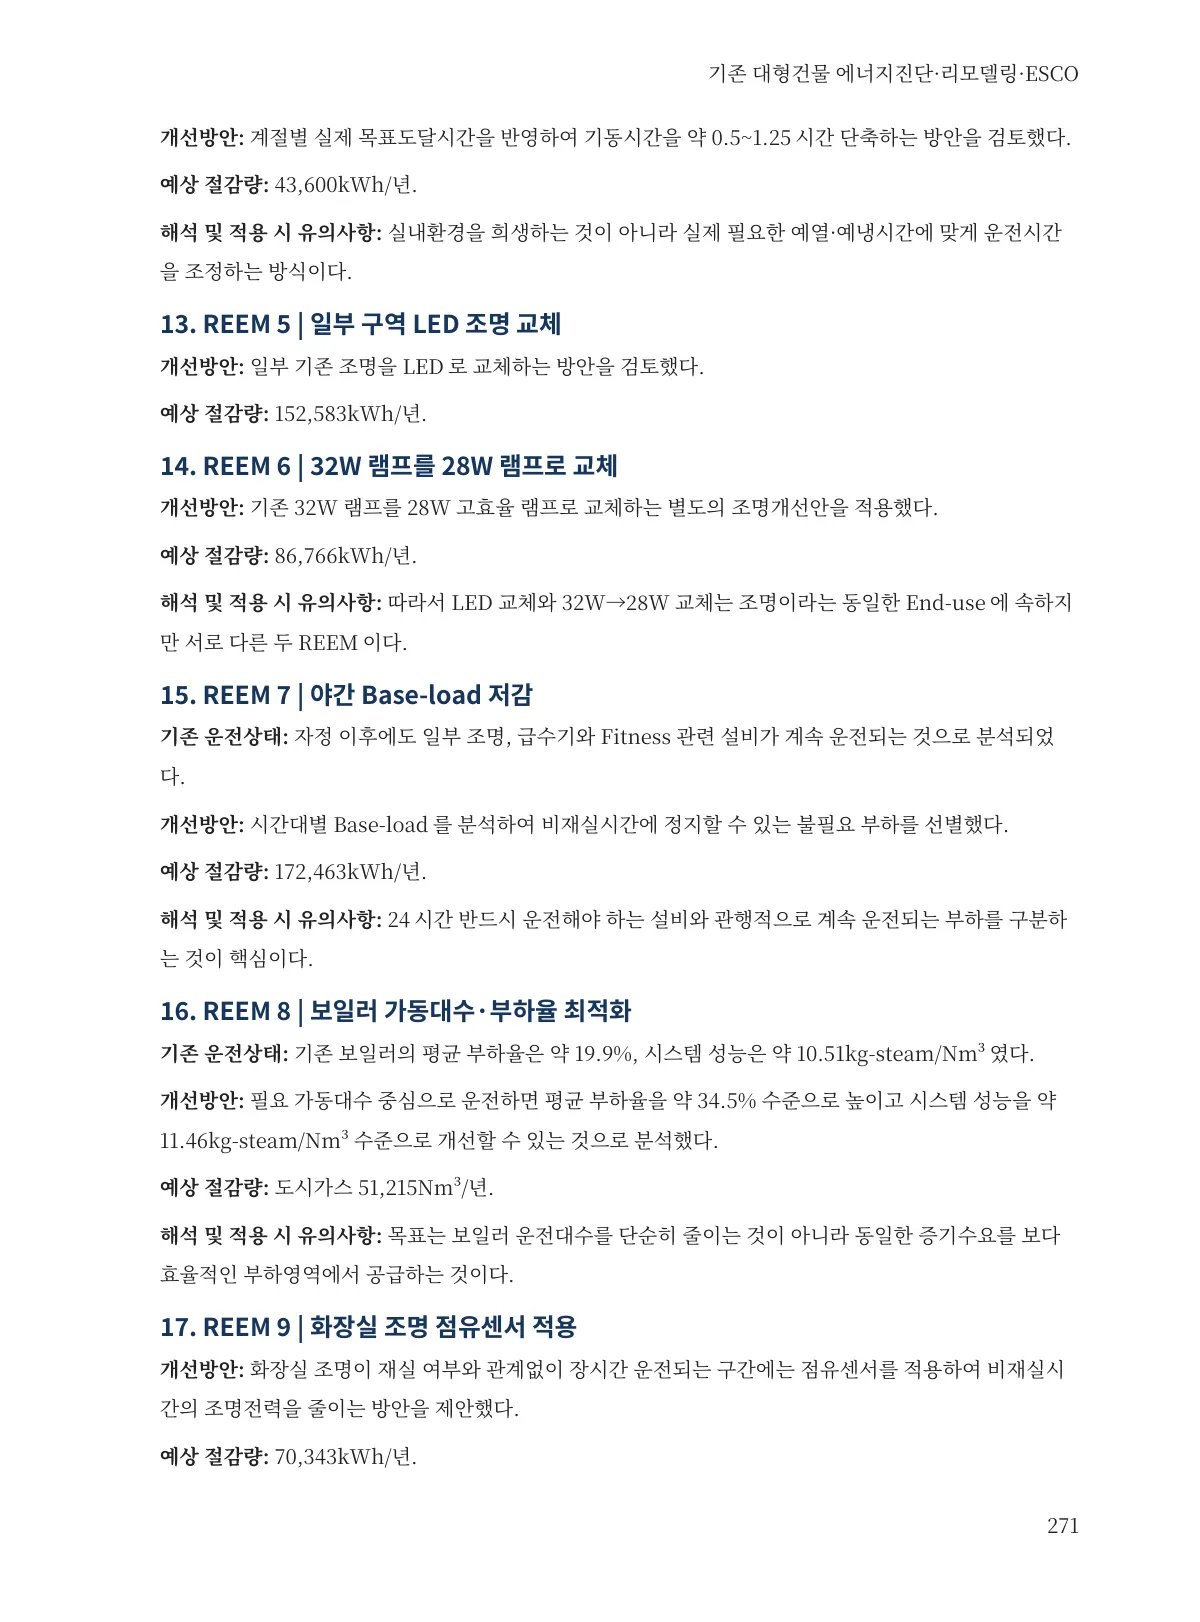 기존 대형건물 에너지진단·리모델링·ESCO
개선방안: 계절별 실제 목표도달시간을 반영하여 기동시간을 약 0.5~1.25 시간 단축하는 방안을 검토했다.
예상 절감량: 43,600kWh/년.
해석 및 적용 시 유의사항: 실내환경을 희생하는 것이 아니라 실제 필요한 예열·예냉시간에 맞게 운전시간
을 조정하는 방식이다.
13. REEM 5 | 일부 구역 LED 조명 교체
개선방안: 일부 기존 조명을 LED 로 교체하는 방안을 검토했다.
예상 절감량: 152,583kWh/년.
14. REEM 6 | 32W 램프를 28W 램프로 교체
개선방안: 기존 32W 램프를 28W 고효율 램프로 교체하는 별도의 조명개선안을 적용했다.
예상 절감량: 86,766kWh/년.
해석 및 적용 시 유의사항: 따라서 LED 교체와 32W→28W 교체는 조명이라는 동일한 End-use 에 속하지
만 서로 다른 두 REEM 이다.
15. REEM 7 | 야간 Base-load 저감
기존 운전상태: 자정 이후에도 일부 조명, 급수기와 Fitness 관련 설비가 계속 운전되는 것으로 분석되었
다.
개선방안: 시간대별 Base-load 를 분석하여 비재실시간에 정지할 수 있는 불필요 부하를 선별했다.
예상 절감량: 172,463kWh/년.
해석 및 적용 시 유의사항: 24 시간 반드시 운전해야 하는 설비와 관행적으로 계속 운전되는 부하를 구분하
는 것이 핵심이다.
16. REEM 8 | 보일러 가동대수·부하율 최적화
기존 운전상태: 기존 보일러의 평균 부하율은 약 19.9%, 시스템 성능은 약 10.51kg-steam/Nm³ 였다.
개선방안: 필요 가동대수 중심으로 운전하면 평균 부하율을 약 34.5% 수준으로 높이고 시스템 성능을 약
11.46kg-steam/Nm³ 수준으로 개선할 수 있는 것으로 분석했다.
예상 절감량: 도시가스 51,215Nm³/년.
해석 및 적용 시 유의사항: 목표는 보일러 운전대수를 단순히 줄이는 것이 아니라 동일한 증기수요를 보다
효율적인 부하영역에서 공급하는 것이다.
17. REEM 9 | 화장실 조명 점유센서 적용
개선방안: 화장실 조명이 재실 여부와 관계없이 장시간 운전되는 구간에는 점유센서를 적용하여 비재실시
간의 조명전력을 줄이는 방안을 제안했다.
예상 절감량: 70,343kWh/년.
271